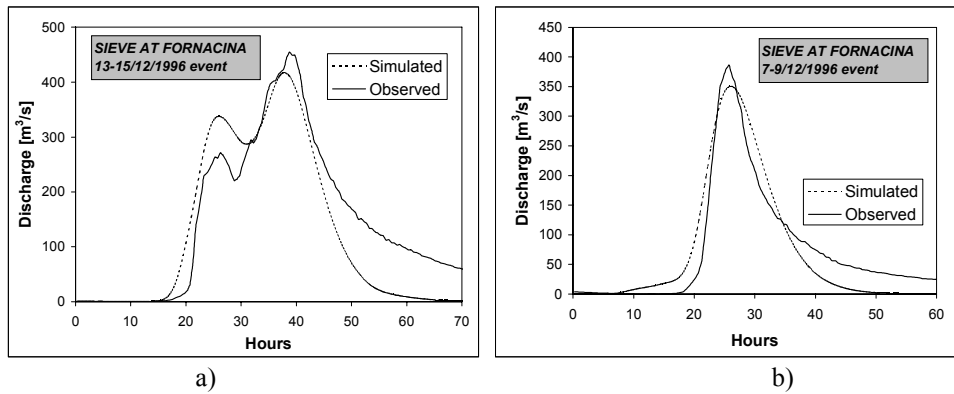 500
400
300
200
100
0
Discharge [m³/s]
SIEVE AT FORNACINA
13-15/12/1996 event
Simulated
Observed
0 10 20 30 40 50 60 70
Hours
a)
450
400
350
300
250
200
150
100
50
0
Discharge [m³/s]
SIEVE AT FORNACINA
7-9/12/1996 event
Simulated
Observed
0 10 20 30 40 50 60
Hours
b)